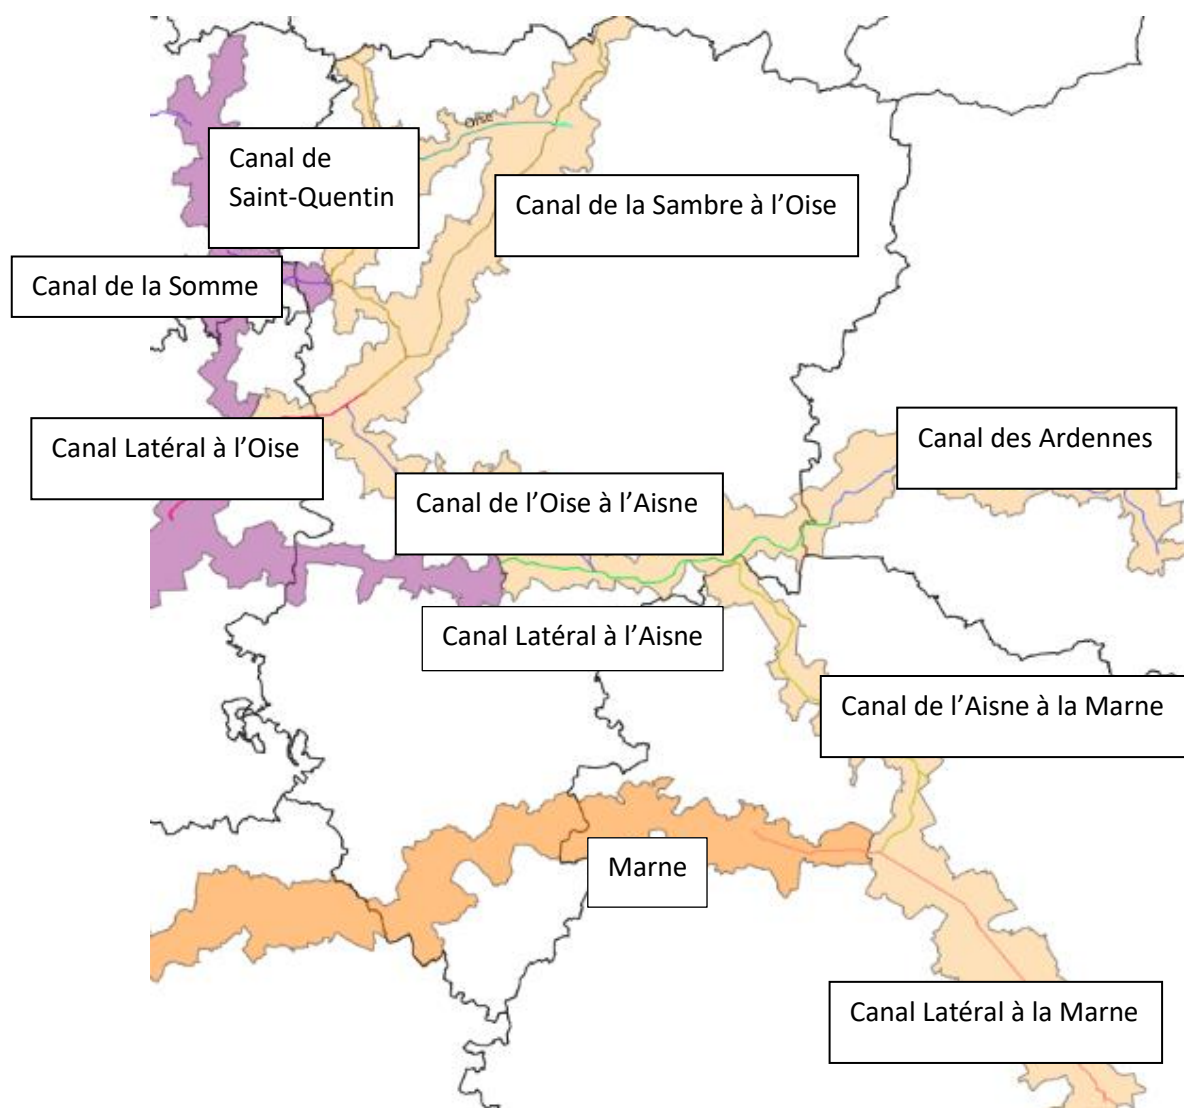 Oise
Canal de
Saint-Quentin
Canal de la Sambre à l’Oise
Canal de la Somme
Canal Latéral à l’Oise
Canal des Ardennes
Canal de l’Oise à l’Aisne
Canal Latéral à l’Aisne
Canal de l’Aisne à la Marne
Marne
Canal Latéral à la Marne